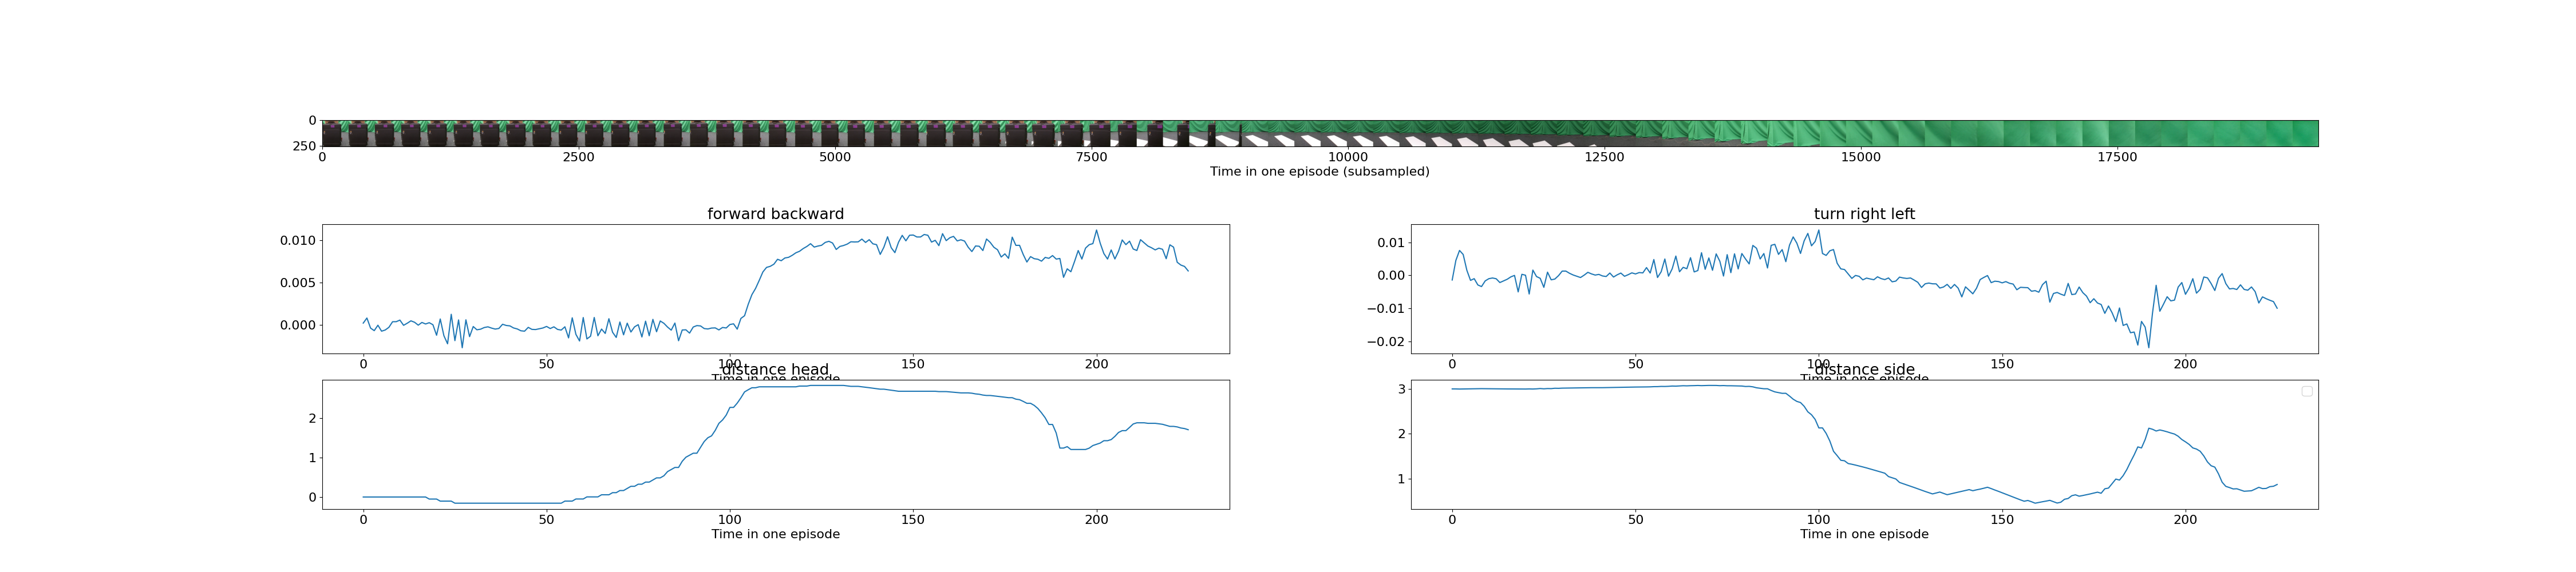 0
250
0 2500 5000 7500 10000 12500 15000 17500
Time in one episode (subsampled)
forward backward
0.010
0.005
0.000
0 50 100 150 200
Time in one episode
turn right left
0.01
0.00
−0.01
−0.02
0 50 100 150 200
Time in one episode
distance head
2
1
0
0 50 100 150 200
Time in one episode
distance side
3
2
1
0 50 100 150 200
Time in one episode